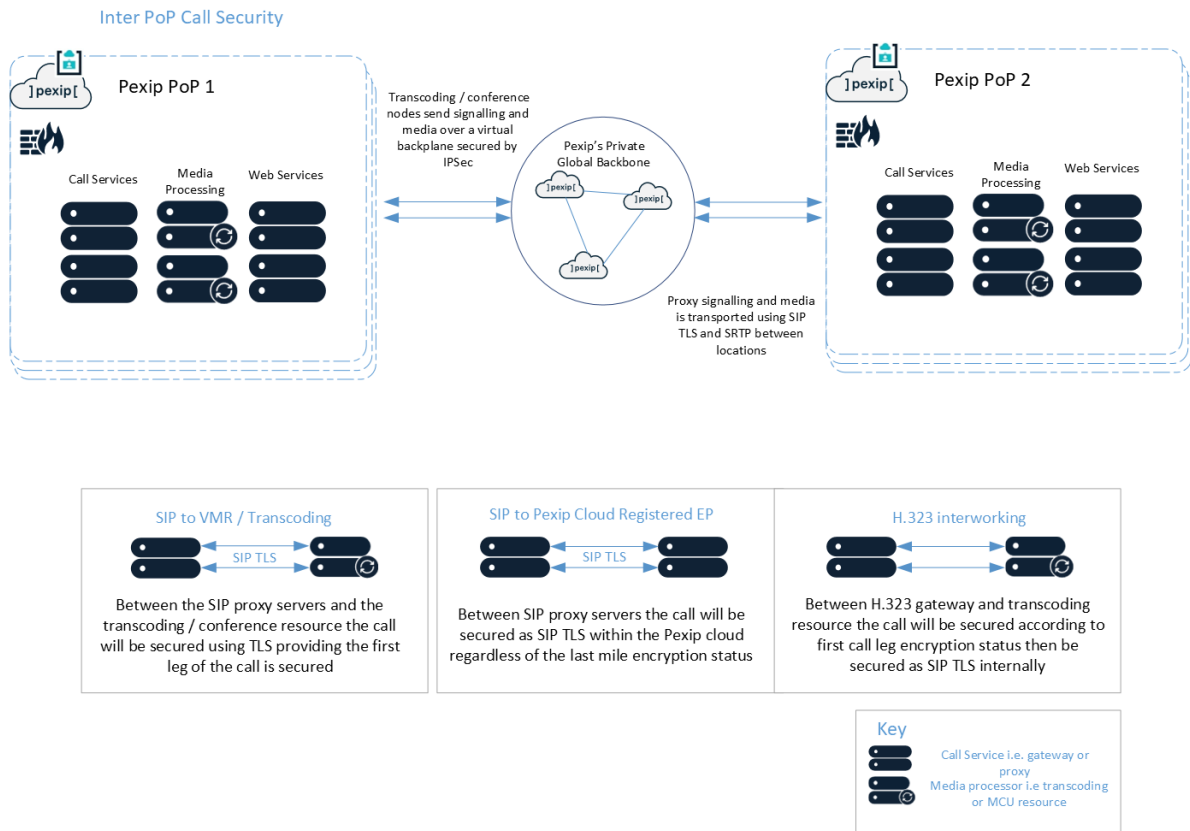 Inter PoP Call Security
]pexip[
Pexip PoP 1
Call Services
Media
Processing
Web Services
Transcoding / conference
nodes send signalling and
media over a virtual
backplane secured by
IPSec
Pexip's Private
Global Backbone
]pexip[
]pexip[
]pexip[
Proxy signalling and media
is transported using SIP
TLS and SRTP between
locations
]pexip[
Pexip PoP 2
Call Services
Media
Processing
Web Services
SIP to VMR / Transcoding
SIP TLS
Between the SIP proxy servers and the
transcoding / conference resource the call
will be secured using TLS providing the first
leg of the call is secured
SIP to Pexip Cloud Registered EP
SIP TLS
Between SIP proxy servers the call will be
secured as SIP TLS within the Pexip cloud
regardless of the last mile encryption status
H.323 interworking
Between H.323 gateway and transcoding
resource the call will be secured according to
first call leg encryption status then be
secured as SIP TLS internally
Key
Call Service i.e. gateway or
proxy
Media processor i.e transcoding
or MCU resource